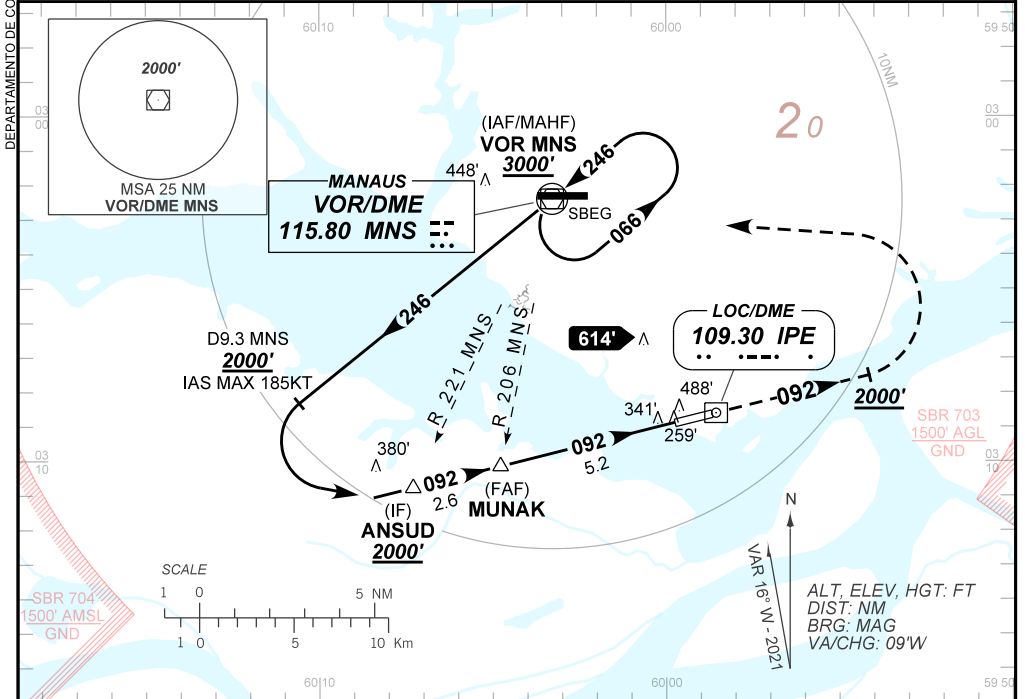 DEPARTAMENTO DE CO
60 10
60 00
59 50
10NM
2000'
MSA 25 NM
VOR/DME MNS
03 00
03 00
20
(IAF/MAHF)
VOR MNS
3000'
448'
246
MANAUS
VOR/DME
115.80 MNS
SBEG
066
246
D9.3 MNS
2000'
IAS MAX 185KT
R 221 MNS
R 206 MNS
614'
LOC/DME
109.30 IPE
488'
341'
259'
092
2000'
SBR 703
1500' AGL
GND
03 10
03 10
380'
092
2.6
092
5.2
(IF)
ANSUD
2000'
(FAF)
MUNAK
N
VAR 16° W - 2021
SCALE
1 0 5 NM
1 0 5 10 Km
SBR 704
1500' AMSL
GND
ALT, ELEV, HGT: FT
DIST: NM
BRG: MAG
VA/CHG: 09'W
60 10
60 00
59 50